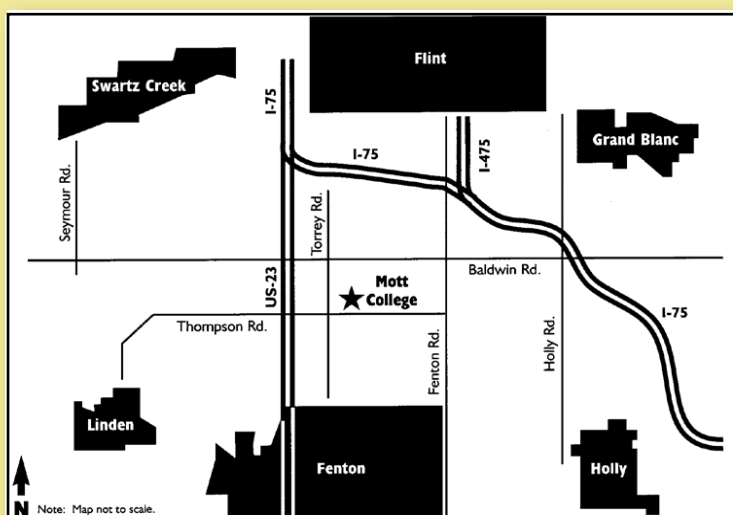 Flint
Swartz Creek
I-75
Grand Blanc
I-75
I-475
Seymour Rd.
Torrey Rd.
Baldwin Rd.
US-23
Mott
College
I-75
Thompson Rd.
Fenton Rd.
Holly Rd.
Linden
Fenton
Holly
N Note: Map not to scale.